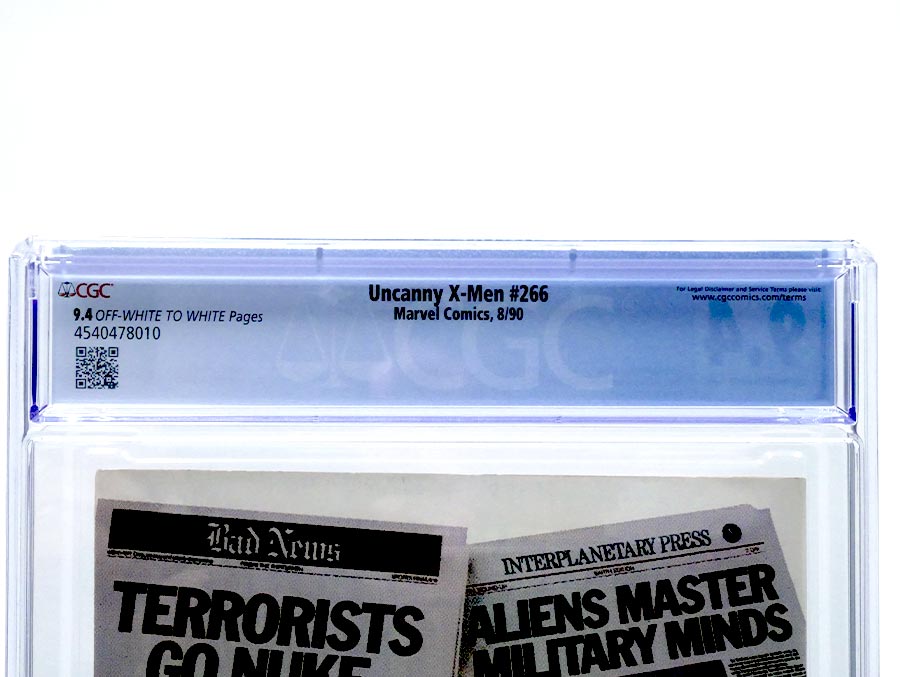 CGC
9.4 OFF-WHITE TO WHITE Pages
4540478010
Uncanny X-Men #266
Marvel Comics, 8/90
For Legal Disclaimer and Service Terms please visit
www.cgccomics.com/terms
CGC
Bad News
TERRORISTS
GO NUKE
INTERPLANETARY PRESS
ALIENS MASTER
MILITARY MINDS